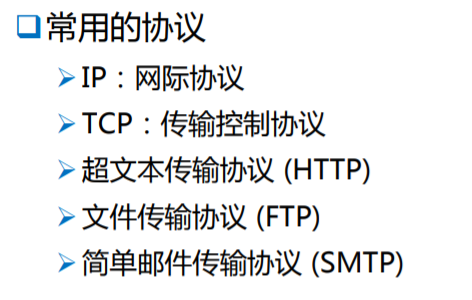 常用的协议
IP：网际协议
TCP：传输控制协议
超文本传输协议 (HTTP)
文件传输协议 (FTP)
简单邮件传输协议 (SMTP)